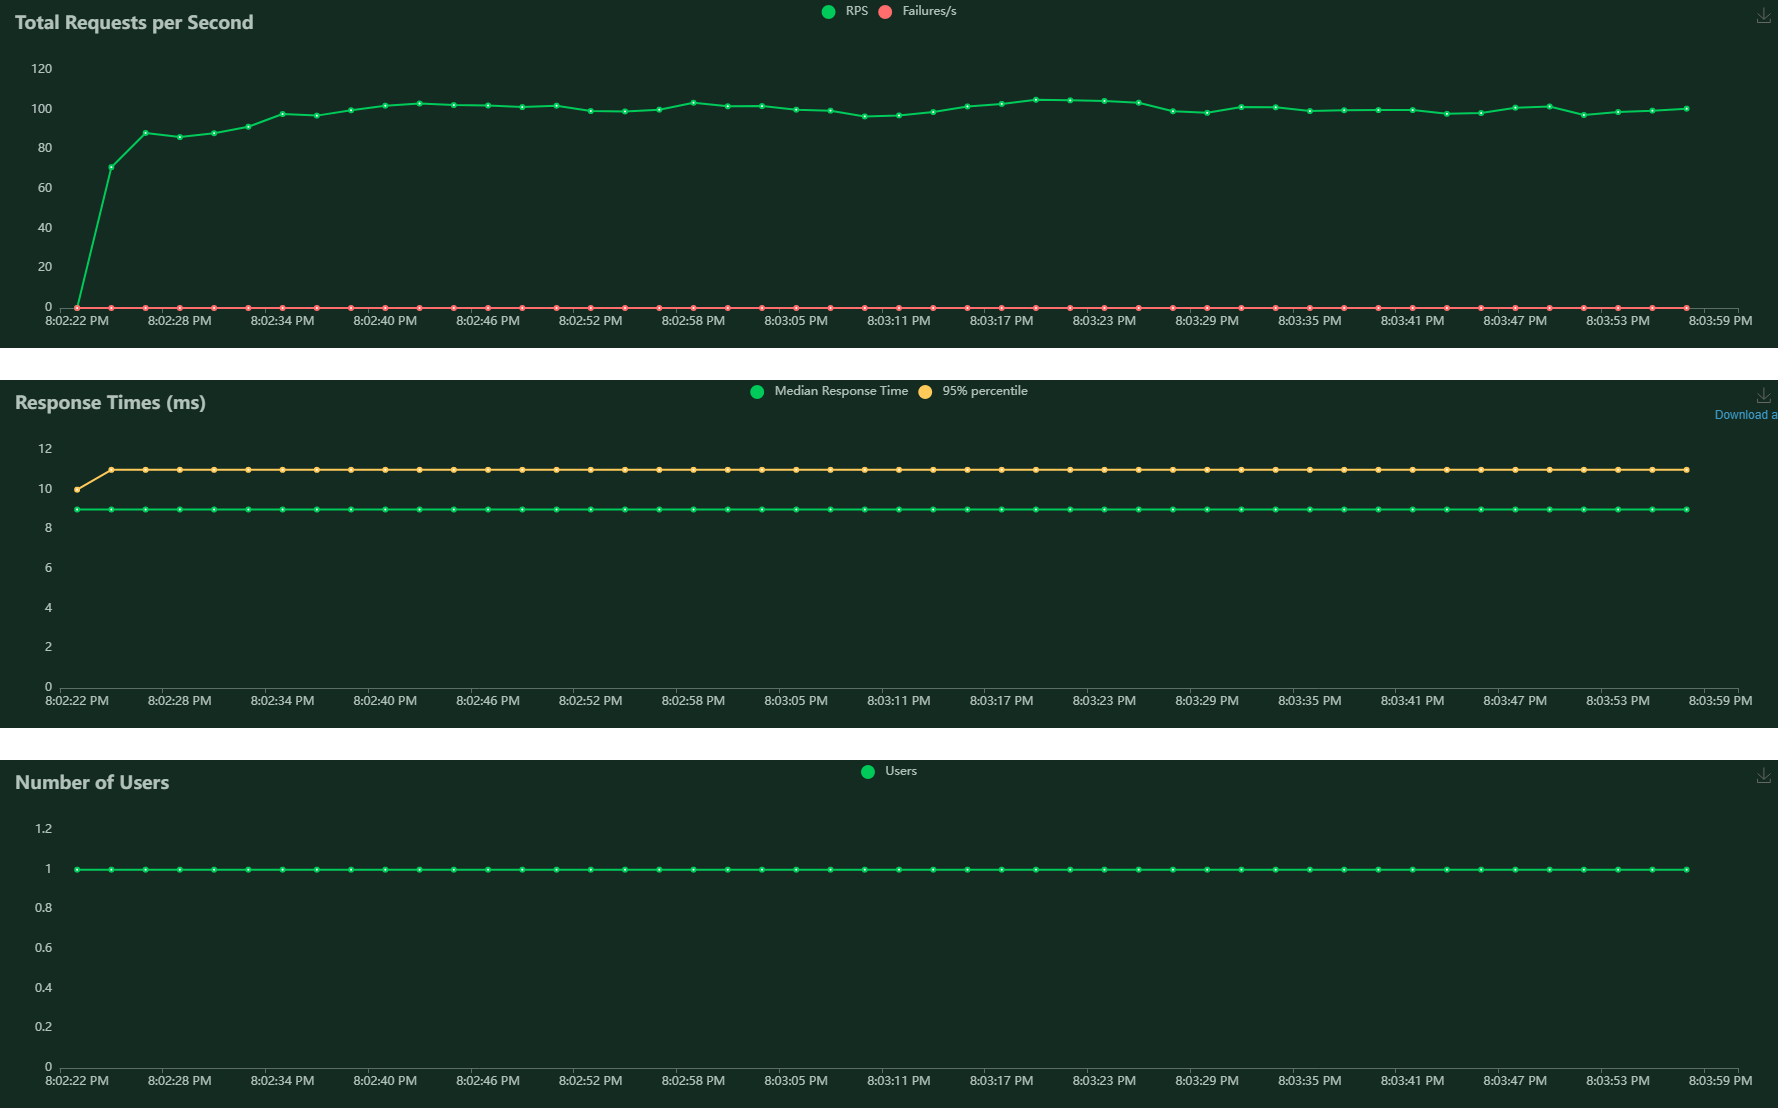 Total Requests per Second
RPS Failures/s
120
100
80
60
40
20
0
8:02:22 PM 8:02:28 PM 8:02:34 PM 8:02:40 PM 8:02:46 PM 8:02:52 PM 8:02:58 PM 8:03:05 PM 8:03:11 PM 8:03:17 PM 8:03:23 PM 8:03:29 PM 8:03:35 PM 8:03:41 PM 8:03:47 PM 8:03:53 PM 8:03:59 PM
Response Times (ms)
Median Response Time 95% percentile
Download a
12
10
8
6
4
2
0
8:02:22 PM 8:02:28 PM 8:02:34 PM 8:02:40 PM 8:02:46 PM 8:02:52 PM 8:02:58 PM 8:03:05 PM 8:03:11 PM 8:03:17 PM 8:03:23 PM 8:03:29 PM 8:03:35 PM 8:03:41 PM 8:03:47 PM 8:03:53 PM 8:03:59 PM
Number of Users
Users
1.2
1
0.8
0.6
0.4
0.2
0
8:02:22 PM 8:02:28 PM 8:02:34 PM 8:02:40 PM 8:02:46 PM 8:02:52 PM 8:02:58 PM 8:03:05 PM 8:03:11 PM 8:03:17 PM 8:03:23 PM 8:03:29 PM 8:03:35 PM 8:03:41 PM 8:03:47 PM 8:03:53 PM 8:03:59 PM